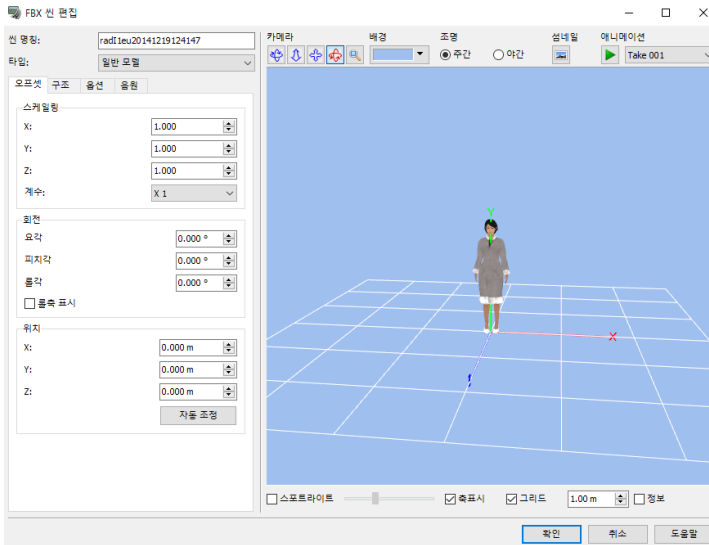 FBX 씬 편집
씬 명칭: radI1eu20141219124147
타입: 일반 모델
오프셋 구조 옵션 음원
스케일링
X: 1.000
Y: 1.000
Z: 1.000
계수: X 1
회전
요각 0.000 °
피치각 0.000 °
롤각 0.000 °
롤축 표시
위치
X: 0.000 m
Y: 0.000 m
Z: 0.000 m
자동 조정
카메라 배경 조명 섬네일 애니메이션
주간 야간 Take 001
Y
X
스포트라이트 축표시 그리드 1.00 m 정보
확인 취소 도움말